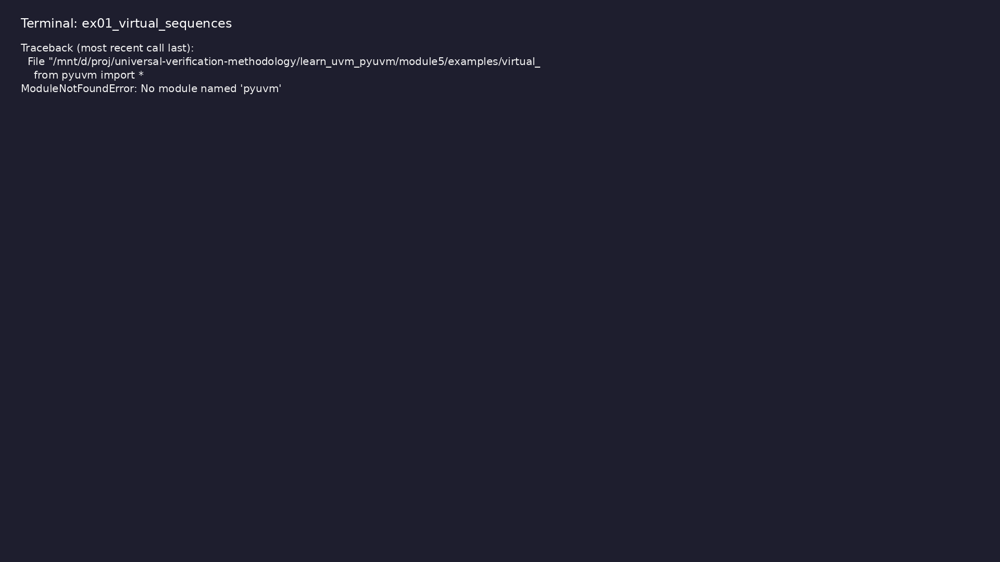 Terminal: ex01_virtual_sequences
Traceback (most recent call last):
  File "/mnt/d/proj/universal-verification-methodology/learn_uvm_pyuvm/module5/examples/virtual_
    from pyuvm import *
ModuleNotFoundError: No module named 'pyuvm'